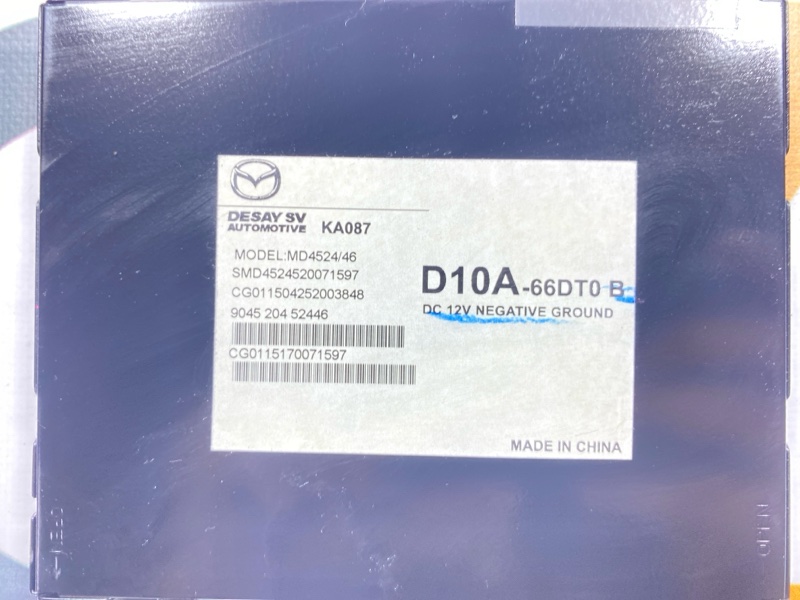 DESAY SV
AUTOMOTIVE KA087
MODEL:MD4524/46
SMD4524520071597
CG011504252003848
9045 204 52446
CG0115170071597
D10A-66DT0 B
DC 12V NEGATIVE GROUND
MADE IN CHINA
OPEN